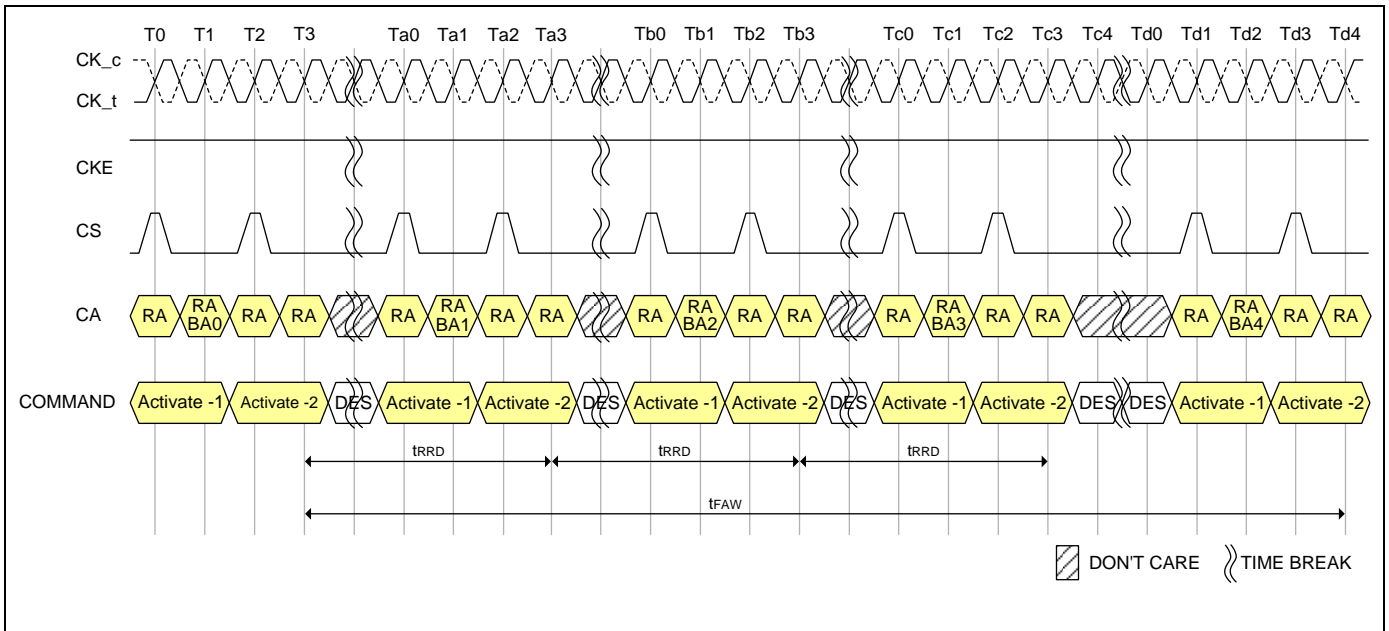 T0 T1 T2 T3 Ta0 Ta1 Ta2 Ta3 Tb0 Tb1 Tb2 Tb3 Tc0 Tc1 Tc2 Tc3 Tc4 Td0 Td1 Td2 Td3 Td4
CK_c
CK_t
CKE
CS
CA RA RA BA0 RA RA RA RA BA1 RA RA RA RA BA2 RA RA RA RA BA3 RA RA RA RA BA4 RA RA
COMMAND Activate -1 Activate -2 DES Activate -1 Activate -2 DES Activate -1 Activate -2 DES Activate -1 Activate -2 DES DES Activate -1 Activate -2
tRRD tRRD tRRD
tFAW
DON'T CARE TIME BREAK